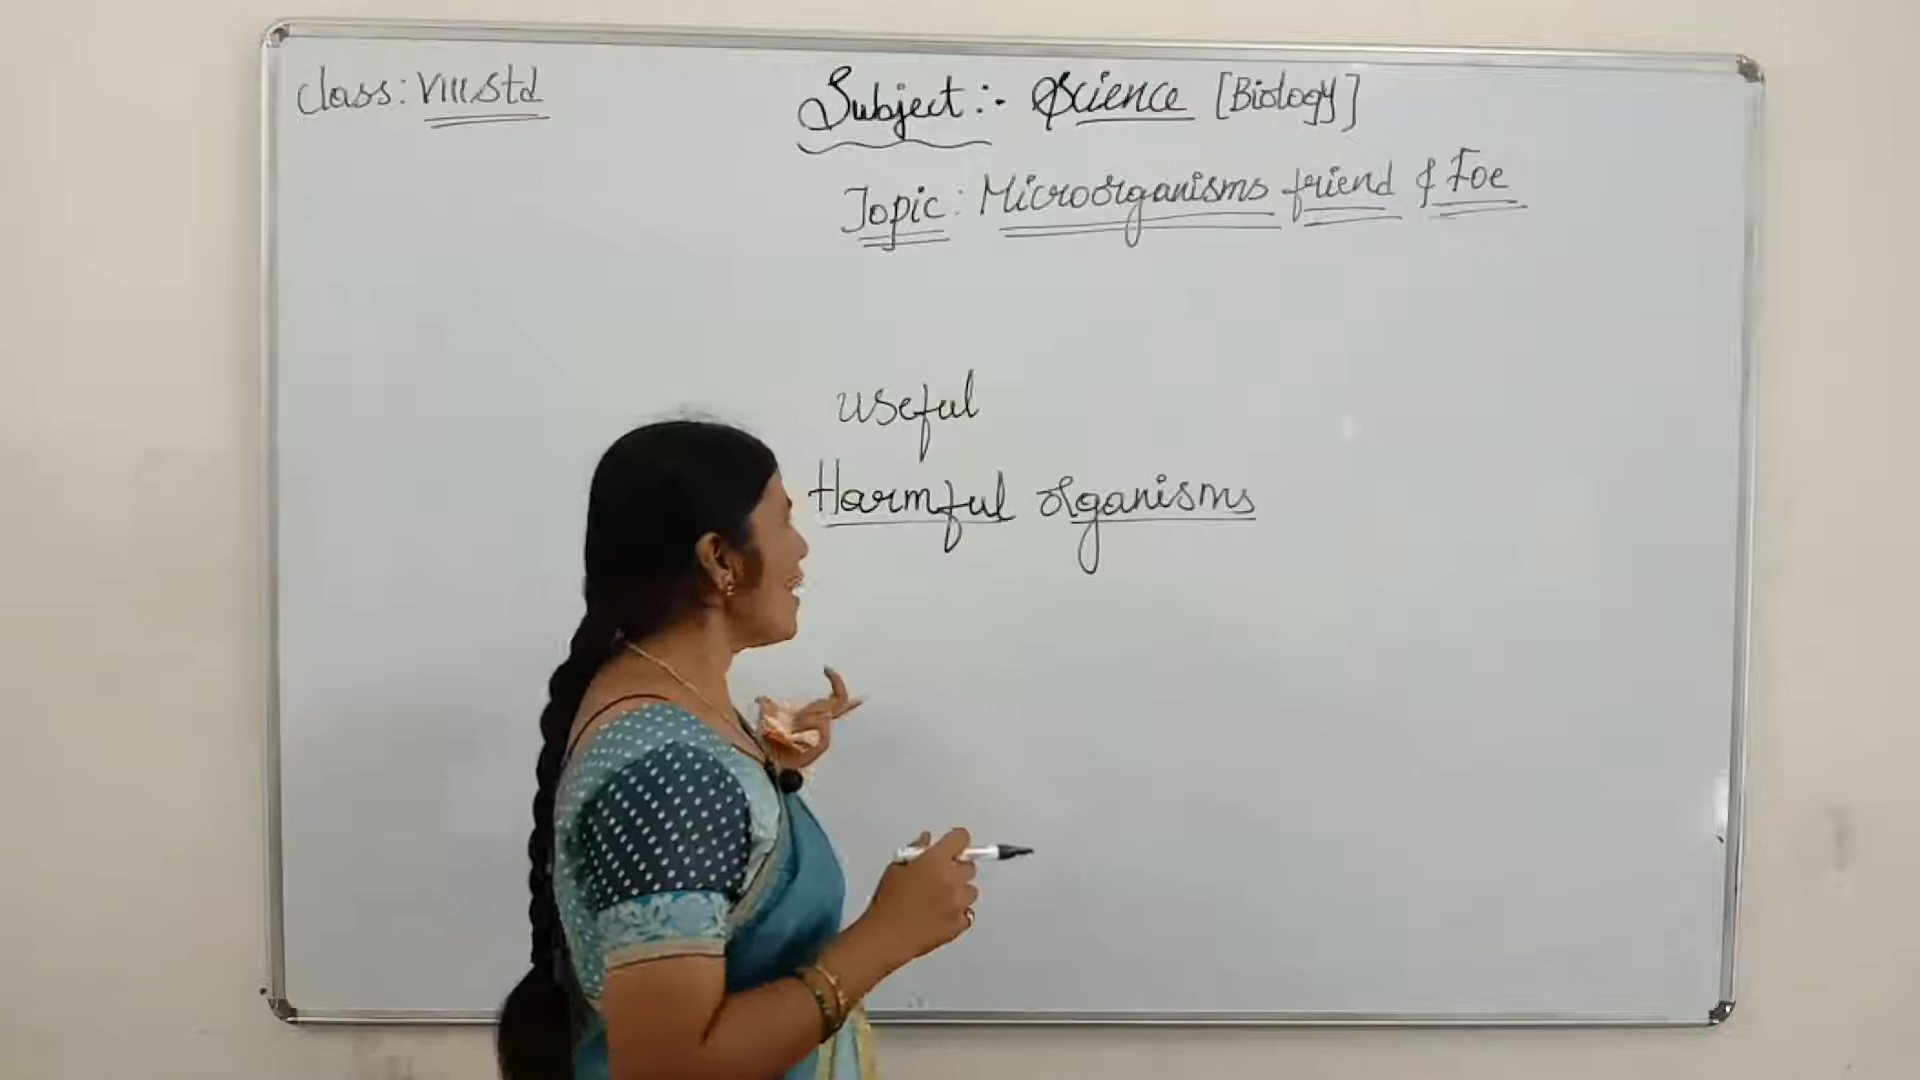 class: VIII std
Subject:- Science [Biology]
Topic: Microorganisms friend & Foe
useful
Harmful organisms